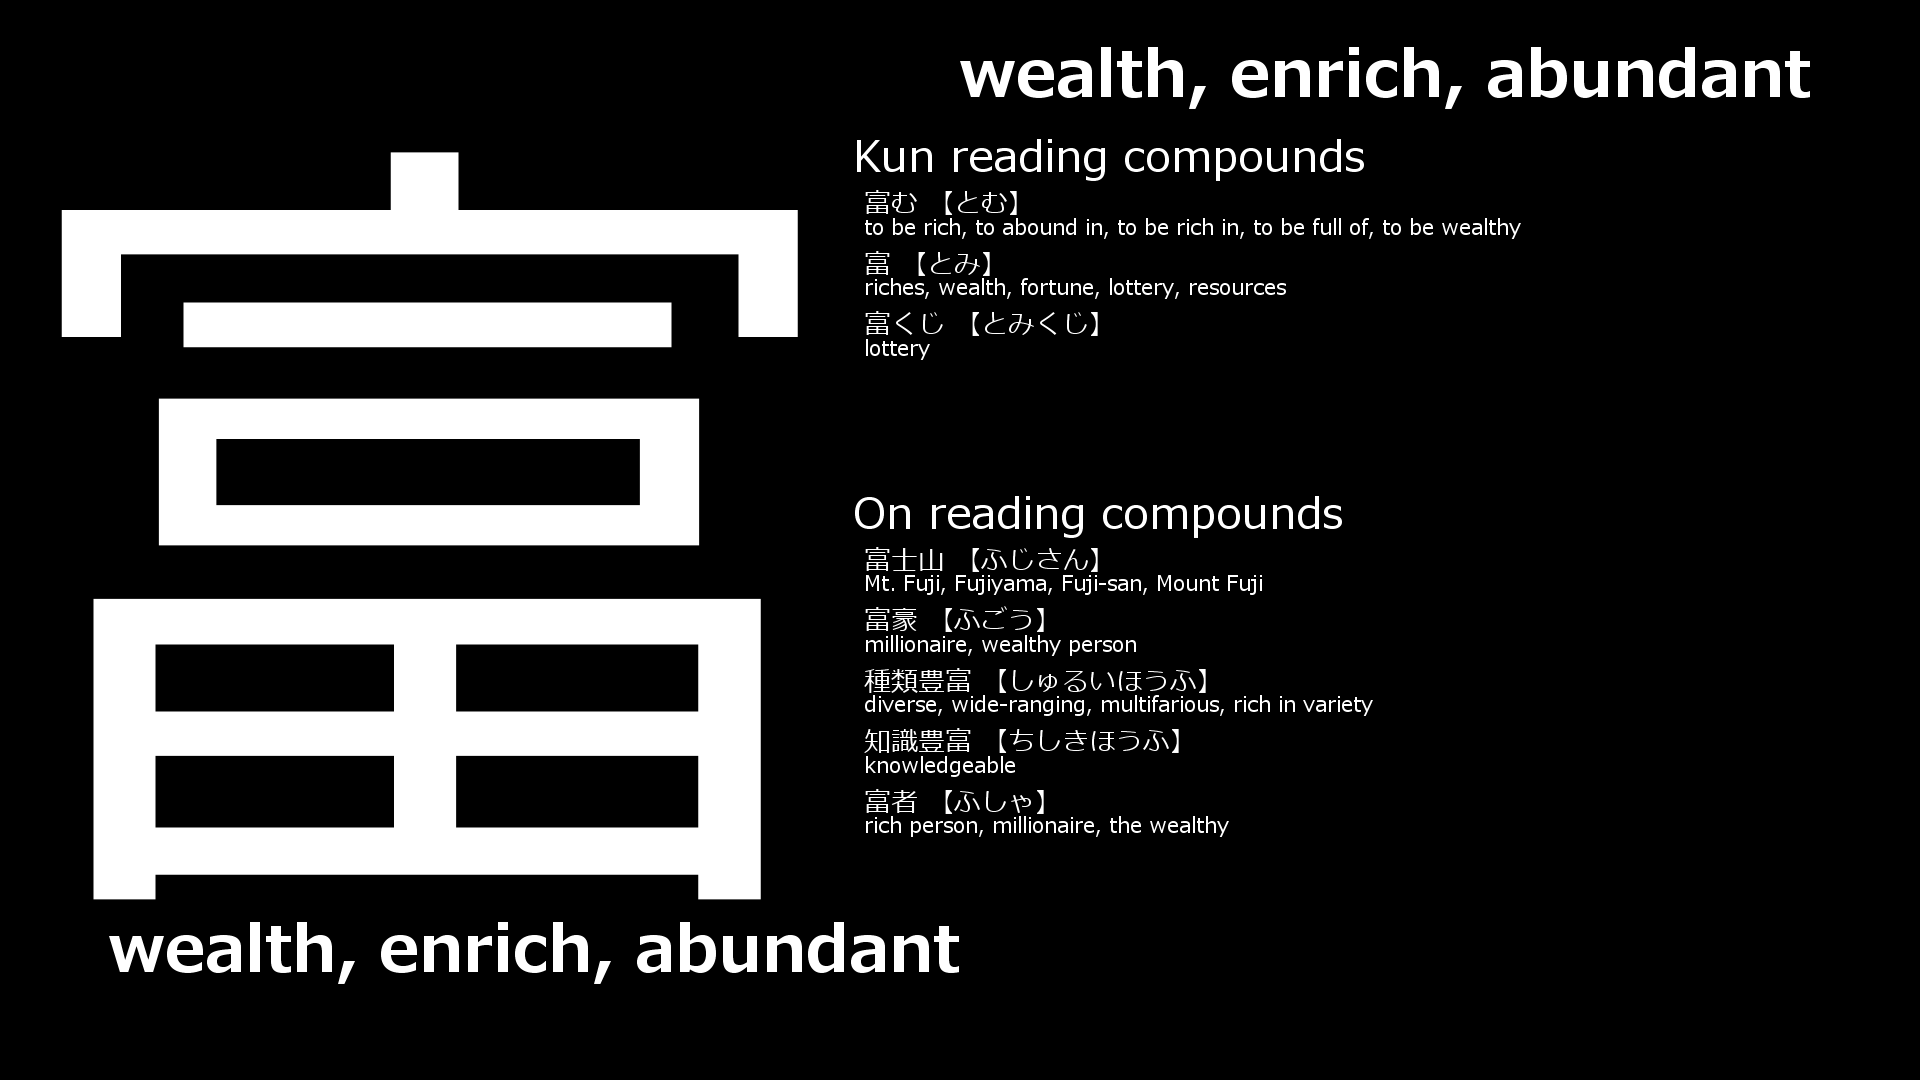 富
wealth, enrich, abundant
wealth, enrich, abundant
Kun reading compounds
富む 【とむ】
to be rich, to abound in, to be rich in, to be full of, to be wealthy
富 【とみ】
riches, wealth, fortune, lottery, resources
富くじ 【とみくじ】
lottery
On reading compounds
富士山 【ふじさん】
Mt. Fuji, Fujiyama, Fuji-san, Mount Fuji
富豪 【ふごう】
millionaire, wealthy person
種類豊富 【しゅるいほうふ】
diverse, wide-ranging, multifarious, rich in variety
知識豊富 【ちしきほうふ】
knowledgeable
富者 【ふしゃ】
rich person, millionaire, the wealthy